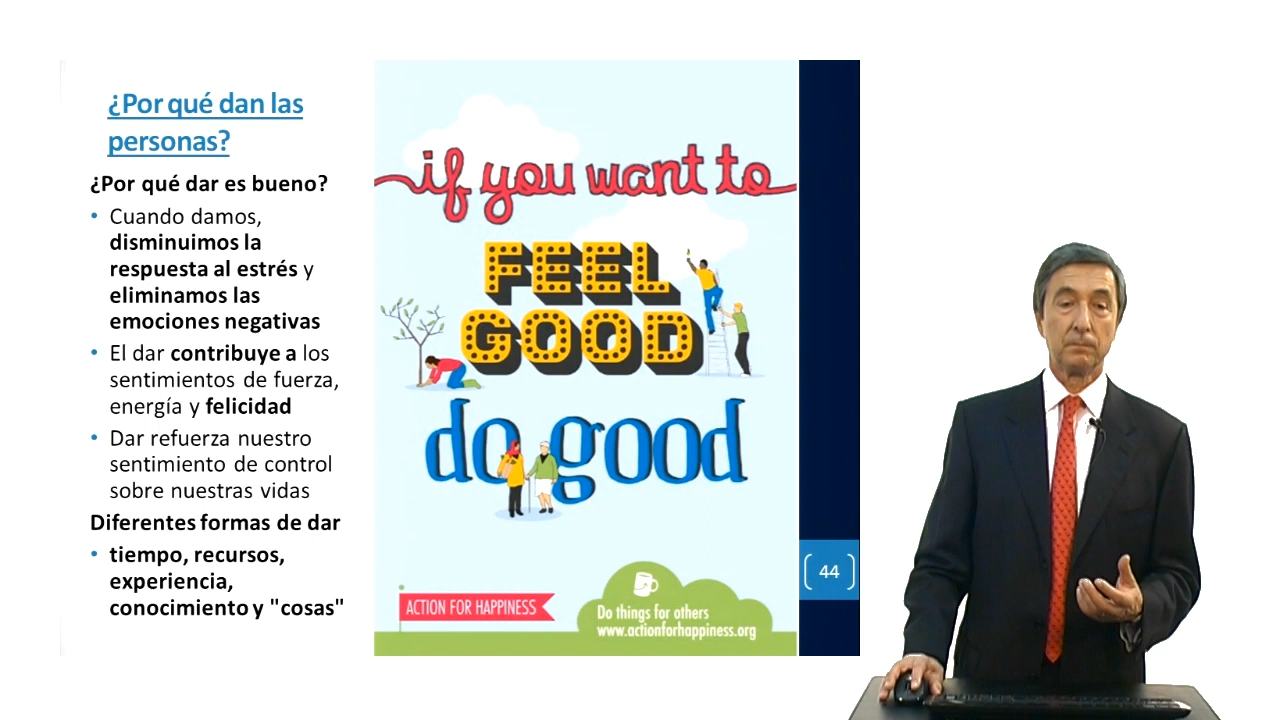 ¿Por qué dan las
personas?
¿Por qué dar es bueno?
• Cuando damos,
disminuimos la
respuesta al estrés y
eliminamos las
emociones negativas
• El dar contribuye a los
sentimientos de fuerza,
energía y felicidad
• Dar refuerza nuestro
sentimiento de control
sobre nuestras vidas
Diferentes formas de dar
• tiempo, recursos,
experiencia,
conocimiento y "cosas"
if you want to
FEEL
GOOD
do good
ACTION FOR HAPPINESS
Do things for others
www.actionforhappiness.org
44